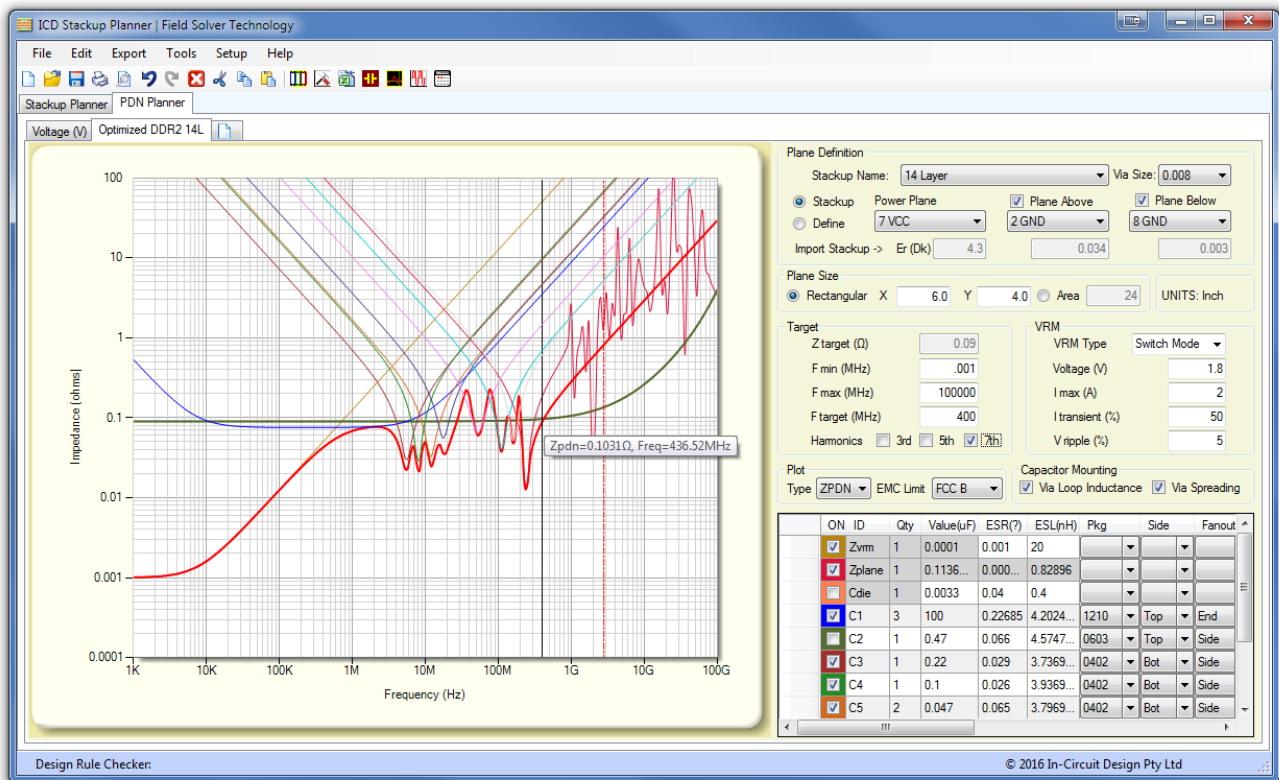 ICD Stackup Planner | Field Solver Technology
File Edit Export Tools Setup Help
Stackup Planner PDN Planner
Voltage (V) Optimized DDR2 14L
Plane Definition
Stackup Name: 14 Layer Via Size: 0.008
Stackup Power Plane Plane Above Plane Below
Define 7 VCC 2 GND 8 GND
Import Stackup -> Er (Dk) 4.3 0.034 0.003
Plane Size
Rectangular X 6.0 Y 4.0 Area 24 UNITS: Inch
Target
Z target (Ω) 0.09
F min (MHz) .001
F max (MHz) 100000
F target (MHz) 400
Harmonics 3rd 5th 7th
VRM
VRM Type Switch Mode
Voltage (V) 1.8
I max (A) 2
I transient (%) 50
V ripple (%) 5
Plot
Type ZPDN EMC Limit FCC B
Capacitor Mounting
Via Loop Inductance Via Spreading
ON ID Qty Value(uF) ESR(?) ESL(nH) Pkg Side Fanout
Zvm 1 0.0001 0.001 20
Zplane 1 0.1136... 0.000... 0.82896
Cdie 1 0.0033 0.04 0.4
C1 3 100 0.22685 4.2024... 1210 Top End
C2 1 0.47 0.066 4.5747... 0603 Top Side
C3 1 0.22 0.029 3.7369... 0402 Bot Side
C4 1 0.1 0.026 3.9369... 0402 Bot Side
C5 2 0.047 0.065 3.7969... 0402 Bot Side
Impedance [ohms]
100
10
1
0.1
0.01
0.001
0.0001
Zpdn=0.1031Ω, Freq=436.52MHz
1K 10K 100K 1M 10M 100M 1G 10G 100G
Frequency (Hz)
Design Rule Checker:
© 2016 In-Circuit Design Pty Ltd